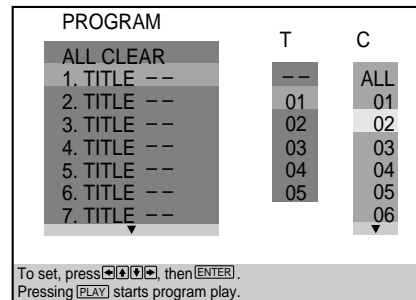 PROGRAM
T C
ALL CLEAR
1. TITLE – –
2. TITLE – –
3. TITLE – –
4. TITLE – –
5. TITLE – –
6. TITLE – –
7. TITLE – –
– –
01
02
03
04
05
ALL
01
02
03
04
05
06
To set, press ←↑↓→, then ENTER.
Pressing PLAY starts program play.